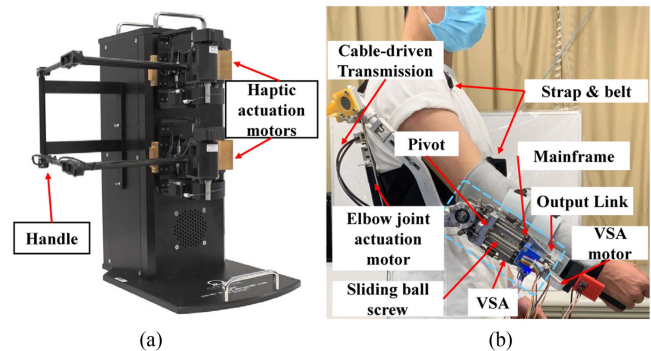 Haptic
actuation
motors
Handle
(a)
Cable-driven
Transmission
Strap & belt
Pivot
Mainframe
Elbow joint
actuation
motor
Output Link
VSA
motor
Sliding ball
screw
VSA
(b)